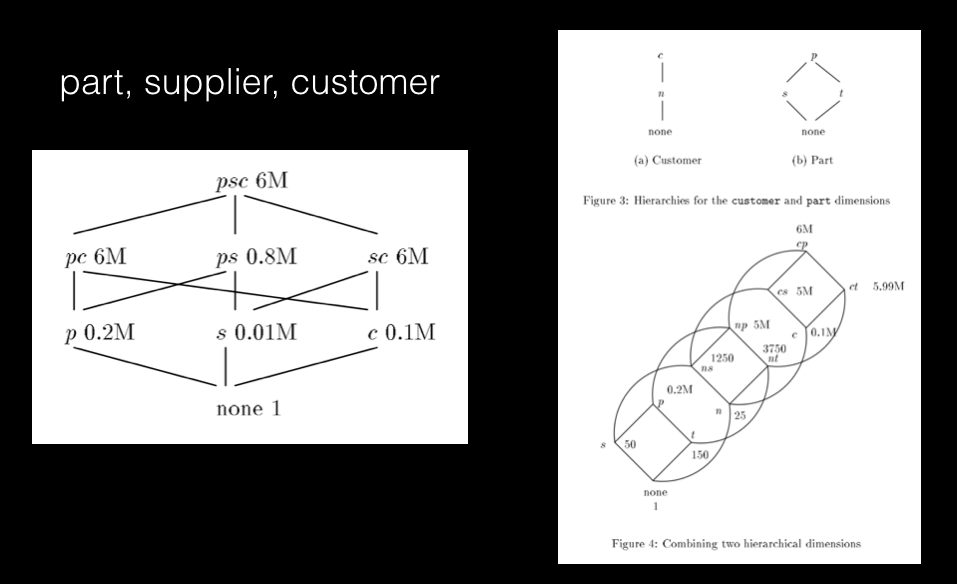 part, supplier, customer
psc 6M
pc 6M
ps 0.8M
sc 6M
p 0.2M
s 0.01M
c 0.1M
none 1
c
n
none
(a) Customer
p
s
t
none
(b) Part
Figure 3: Hierarchies for the customer and part dimensions
6M
cp
cs 5M
ct 5.99M
np 5M
c 0.1M
3750
nt
1250
ns
0.2M
p
n 25
s 50
t
150
none
1
Figure 4: Combining two hierarchical dimensions